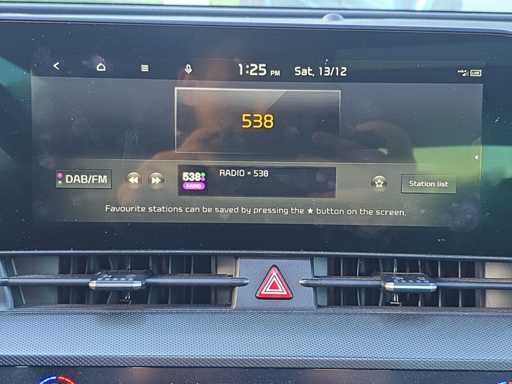 1:25 PM Sat, 13/12
538
DAB/FM
538
RADIO
RADIO * 538
Station list
Favourite stations can be saved by pressing the ★ button on the screen.